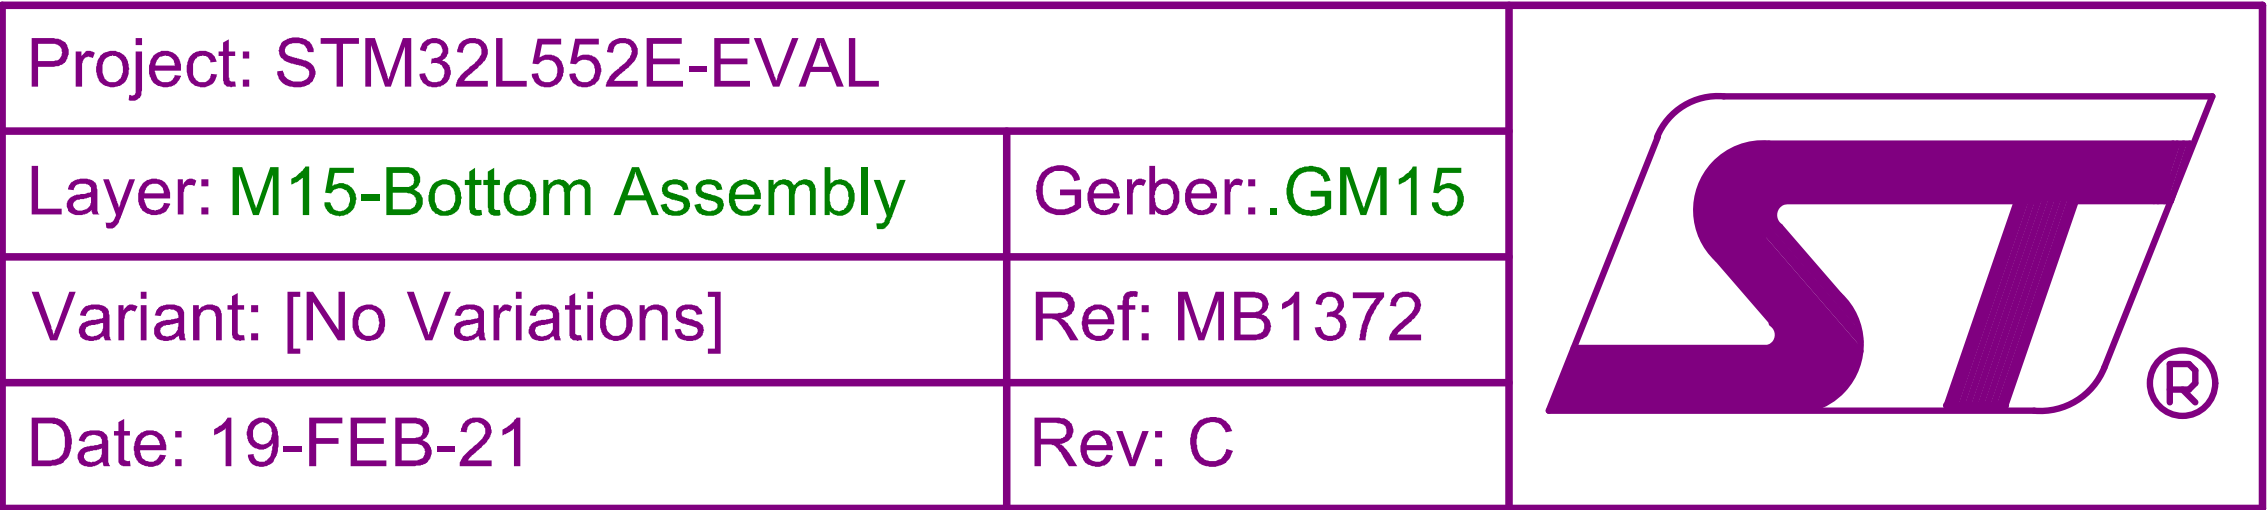 Project: STM32L552E-EVAL
Layer: M15-Bottom Assembly
Gerber: .GM15
Variant: [No Variations]
Ref: MB1372
Date: 19-FEB-21
Rev: C
ST
®